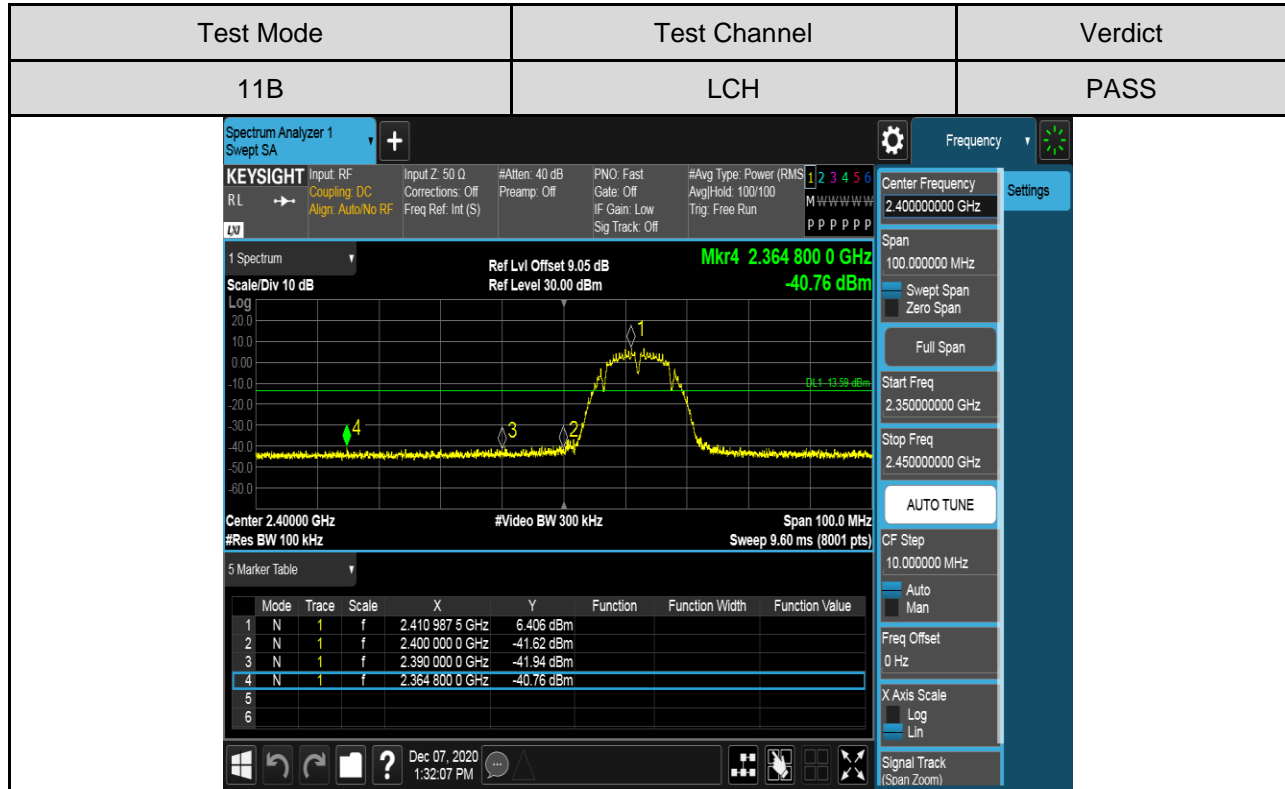 Test Mode Test Channel Verdict
11B LCH PASS
Spectrum Analyzer 1
Swept SA
+
Frequency
KEYSIGHT Input: RF Input Z: 50 Ω #Atten: 40 dB PNO: Fast #Avg Type: Power (RMS 1 2 3 4 5 6
RL Coupling: DC Corrections: Off Preamp: Off Gate: Off Avg|Hold: 100/100 M W W W W W
Align: Auto/No RF Freq Ref: Int (S) IF Gain: Low Trig: Free Run
LXI Sig Track: Off P P P P P P
Center Frequency
2.400000000 GHz
Settings
1 Spectrum
Ref Lvl Offset 9.05 dB Mkr4 2.364 800 0 GHz
Scale/Div 10 dB Ref Level 30.00 dBm -40.76 dBm
Log
20.0
10.0
0.00
-10.0
-20.0
-30.0
-40.0
-50.0
-60.0
1
DL1 -13.59 dBm
4 3 2
Center 2.40000 GHz #Video BW 300 kHz Span 100.0 MHz
#Res BW 100 kHz Sweep 9.60 ms (8001 pts)
5 Marker Table
Mode Trace Scale X Y Function Function Width Function Value
1 N 1 f 2.410 987 5 GHz 6.406 dBm
2 N 1 f 2.400 000 0 GHz -41.62 dBm
3 N 1 f 2.390 000 0 GHz -41.94 dBm
4 N 1 f 2.364 800 0 GHz -40.76 dBm
5
6
Span
100.000000 MHz
Swept Span
Zero Span
Full Span
Start Freq
2.350000000 GHz
Stop Freq
2.450000000 GHz
AUTO TUNE
CF Step
10.000000 MHz
Auto
Man
Freq Offset
0 Hz
X Axis Scale
Log
Lin
Signal Track
(Span Zoom)
? Dec 07, 2020
1:32:07 PM